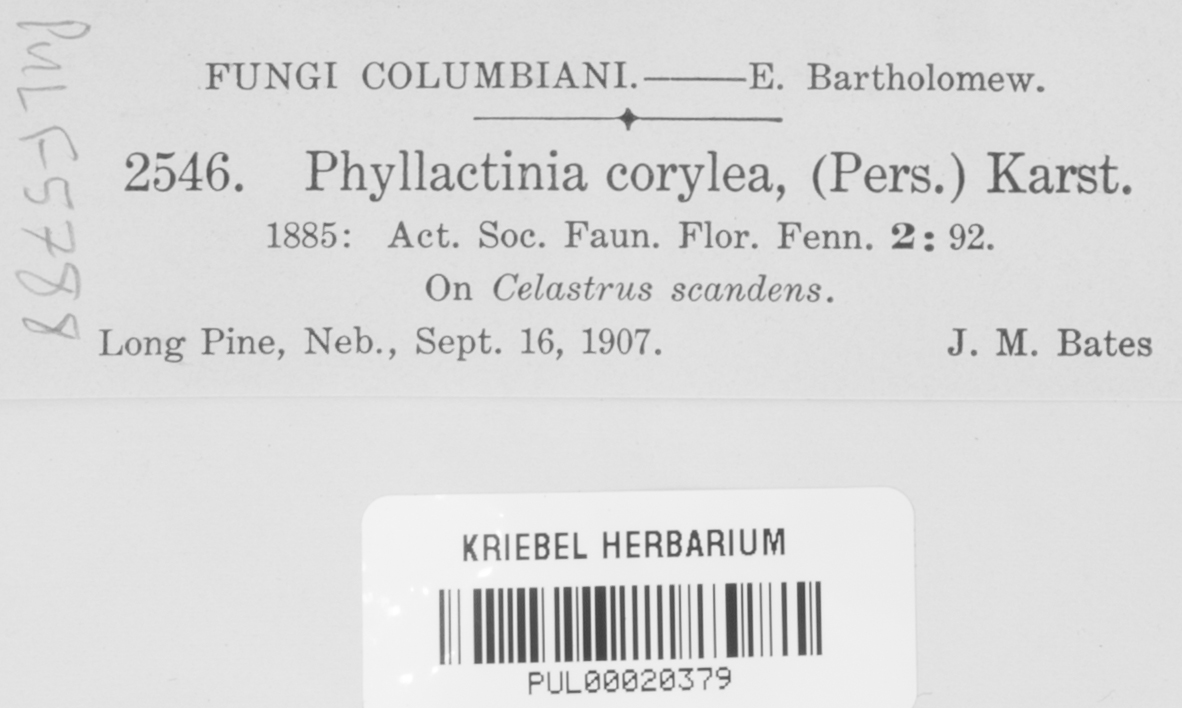 PUL F5788
FUNGI COLUMBIANI.——E. Bartholomew.
2546. Phyllactinia corylea, (Pers.) Karst.
1885: Act. Soc. Faun. Flor. Fenn. 2: 92.
On Celastrus scandens.
Long Pine, Neb., Sept. 16, 1907. J. M. Bates
KRIEBEL HERBARIUM
PUL00020379